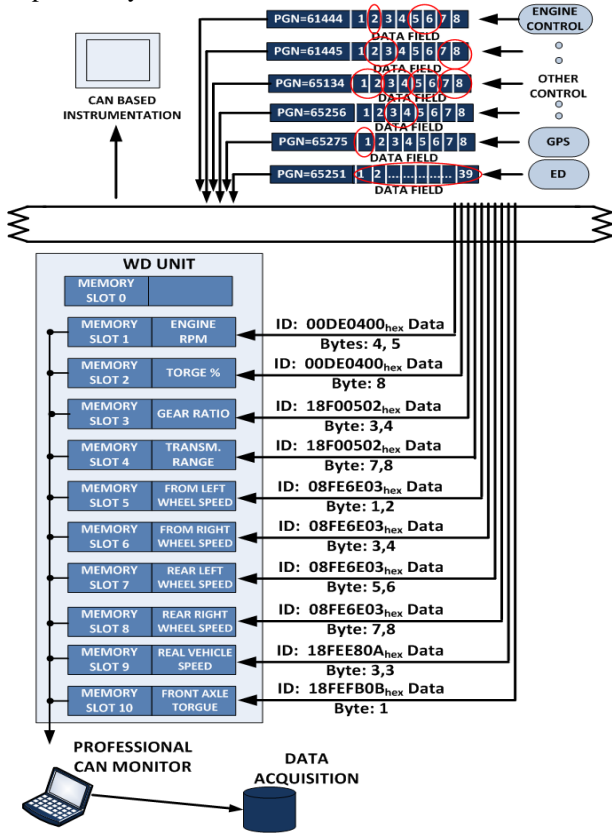 PGN=61444 1 2 3 4 5 6 7 8 ENGINE CONTROL
DATA FIELD
PGN=61445 1 2 3 4 5 6 7 8
DATA FIELD
PGN=65134 1 2 3 4 5 6 7 8 OTHER CONTROL
DATA FIELD
PGN=65256 1 2 3 4 5 6 7 8
DATA FIELD
PGN=65275 1 2 3 4 5 6 7 8 GPS
DATA FIELD
PGN=65251 1 2 ............... 39 ED
DATA FIELD
CAN BASED
INSTRUMENTATION
WD UNIT
MEMORY
SLOT 0
MEMORY
SLOT 1
ENGINE
RPM
ID: 00DE0400hex Data
Bytes: 4, 5
MEMORY
SLOT 2
TORGE %
ID: 00DE0400hex Data
Byte: 8
MEMORY
SLOT 3
GEAR RATIO
ID: 18F00502hex Data
Byte: 3,4
MEMORY
SLOT 4
TRANSM.
RANGE
ID: 18F00502hex Data
Byte: 7,8
MEMORY
SLOT 5
FROM LEFT
WHEEL SPEED
ID: 08FE6E03hex Data
Byte: 1,2
MEMORY
SLOT 6
FROM RIGHT
WHEEL SPEED
ID: 08FE6E03hex Data
Byte: 3,4
MEMORY
SLOT 7
REAR LEFT
WHEEL SPEED
ID: 08FE6E03hex Data
Byte: 5,6
MEMORY
SLOT 8
REAR RIGHT
WHEEL SPEED
ID: 08FE6E03hex Data
Byte: 7,8
MEMORY
SLOT 9
REAL VEHICLE
SPEED
ID: 18FEE80Ahex Data
Byte: 3,3
MEMORY
SLOT 10
FRONT AXLE
TORGUE
ID: 18FEFB0Bhex Data
Byte: 1
PROFESSIONAL
CAN MONITOR
DATA
ACQUISITION